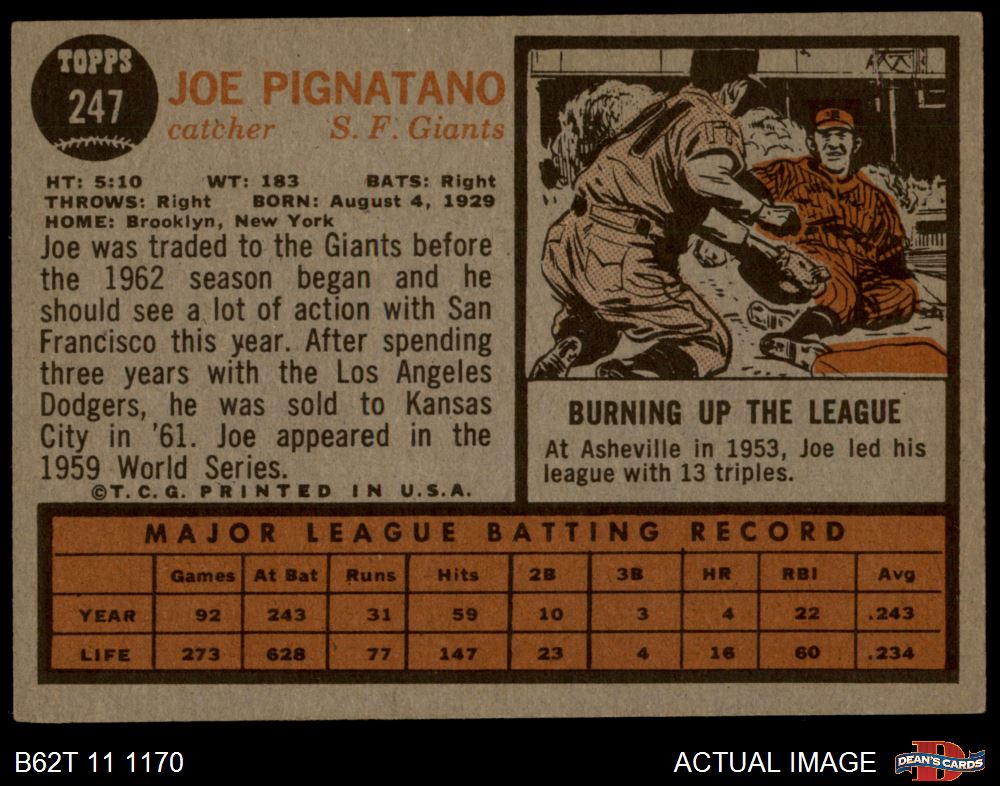 TOPPS
247
JOE PIGNATANO
catcher S. F. Giants
HT: 5:10 WT: 183 BATS: Right
THROWS: Right BORN: August 4, 1929
HOME: Brooklyn, New York
Joe was traded to the Giants before
the 1962 season began and he
should see a lot of action with San
Francisco this year. After spending
three years with the Los Angeles
Dodgers, he was sold to Kansas
City in '61. Joe appeared in the
1959 World Series.
©T.C.G. PRINTED IN U.S.A.
BURNING UP THE LEAGUE
At Asheville in 1953, Joe led his
league with 13 triples.
MAJOR LEAGUE BATTING RECORD
Games At Bat Runs Hits 2B 3B HR RBI Avg
YEAR 92 243 31 59 10 3 4 22 .243
LIFE 273 628 77 147 23 4 16 60 .234
B62T 11 1170 ACTUAL IMAGE
D
DEAN'S CARDS